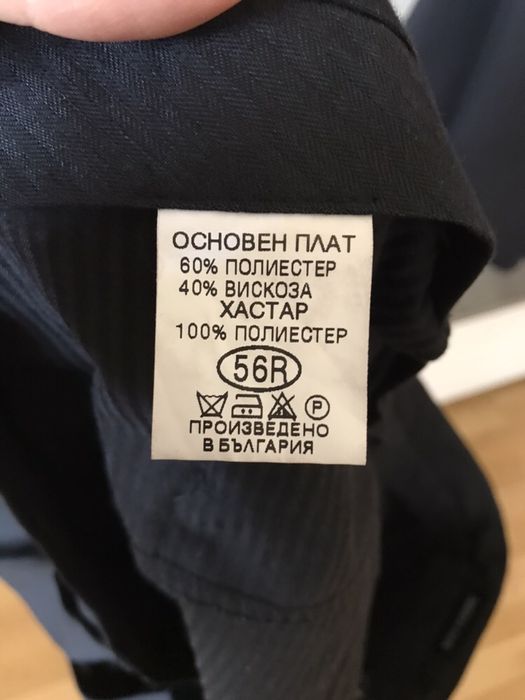 ОСНОВЕН ПЛАТ
60% ПОЛИЕСТЕР
40% ВИСКОЗА
ХАСТАР
100% ПОЛИЕСТЕР
56R
P
ПРОИЗВЕДЕНО
В БЪЛГАРИЯ